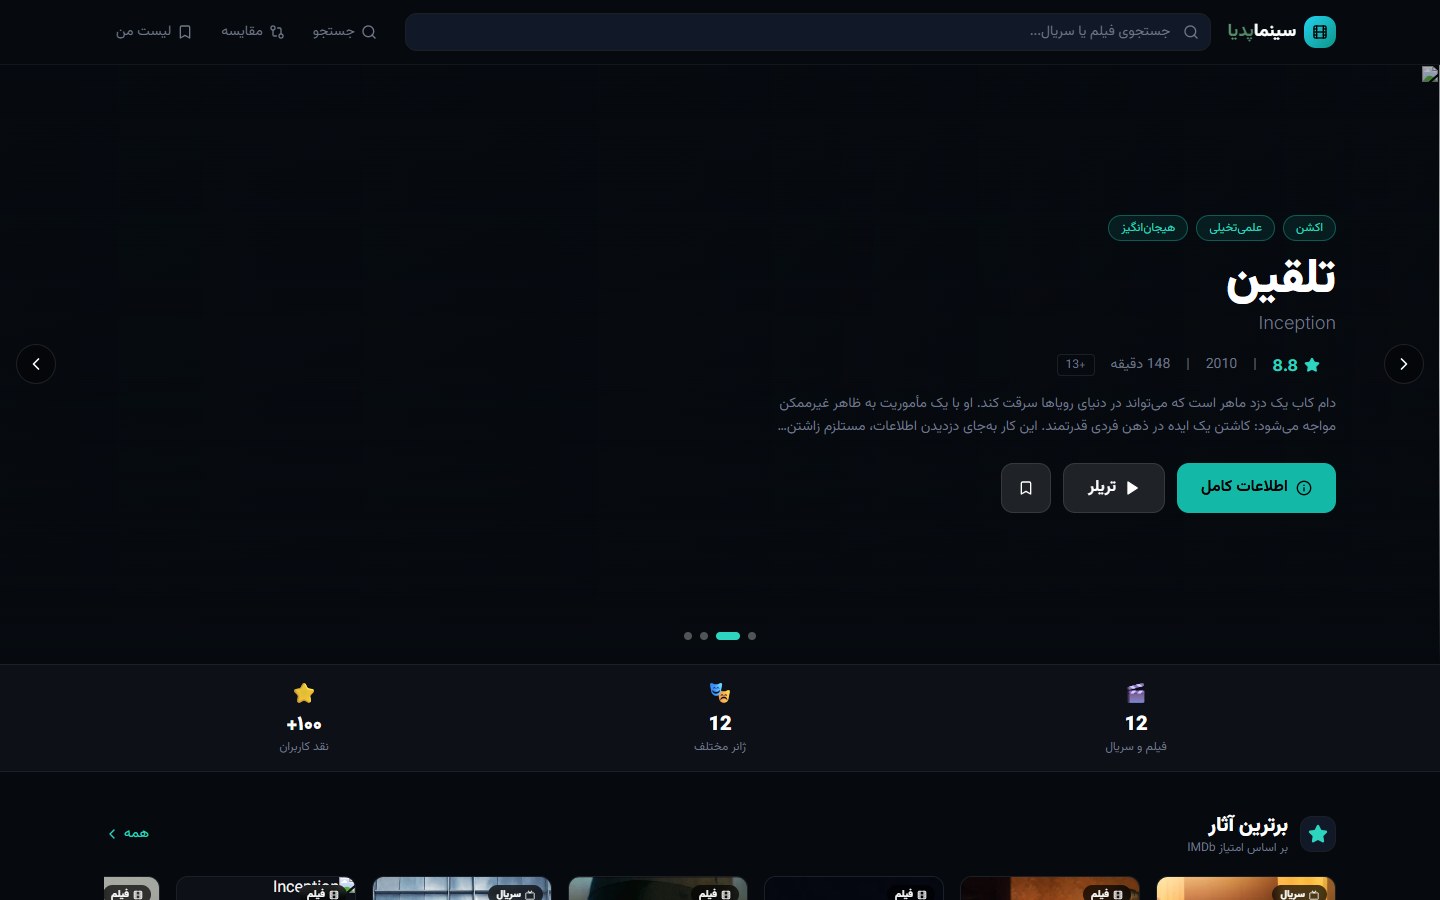 سینماپدیا
جستجوی فیلم یا سریال...
جستجو
مقایسه
لیست من
اکشن
علمی‌تخیلی
هیجان‌انگیز
تلقین
Inception
8.8 | 2010 | 148 دقیقه
13+
دام کاب یک دزد ماهر است که می‌تواند در دنیای رویاها سرقت کند. او با یک مأموریت به ظاهر غیرممکن
مواجه می‌شود: کاشتن یک ایده در ذهن فردی قدرتمند. این کار به‌جای دزدیدن اطلاعات، مستلزم زاشتن...
اطلاعات کامل
تریلر
12
فیلم و سریال
12
ژانر مختلف
۱۰۰+
نقد کاربران
برترین آثار
بر اساس امتیاز IMDb
همه
سریال
فیلم
فیلم
فیلم
سریال
فیلم
Inception
فیلم